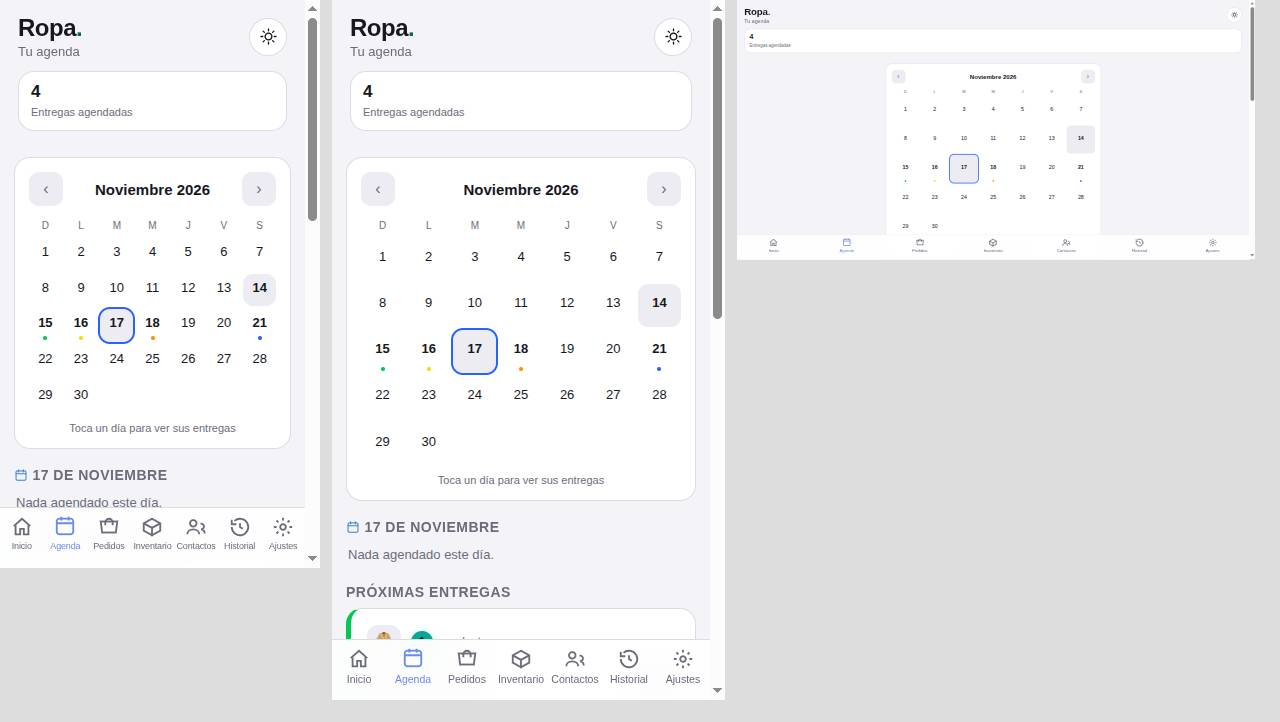 Ropa.
Tu agenda
4
Entregas agendadas
‹ Noviembre 2026 ›
D L M M J V S
1 2 3 4 5 6 7
8 9 10 11 12 13 14
15 16 17 18 19 20 21
22 23 24 25 26 27 28
29 30
Toca un día para ver sus entregas
17 DE NOVIEMBRE
Nada agendado este día.
Inicio Agenda Pedidos Inventario Contactos Historial Ajustes
Ropa.
Tu agenda
4
Entregas agendadas
‹ Noviembre 2026 ›
D L M M J V S
1 2 3 4 5 6 7
8 9 10 11 12 13 14
15 16 17 18 19 20 21
22 23 24 25 26 27 28
29 30
Toca un día para ver sus entregas
17 DE NOVIEMBRE
Nada agendado este día.
PRÓXIMAS ENTREGAS
Inicio Agenda Pedidos Inventario Contactos Historial Ajustes
Ropa.
Tu agenda
4
Entregas agendadas
‹ Noviembre 2026 ›
D L M M J V S
1 2 3 4 5 6 7
8 9 10 11 12 13 14
15 16 17 18 19 20 21
22 23 24 25 26 27 28
29 30
Inicio Agenda Pedidos Inventario Contactos Historial Ajustes